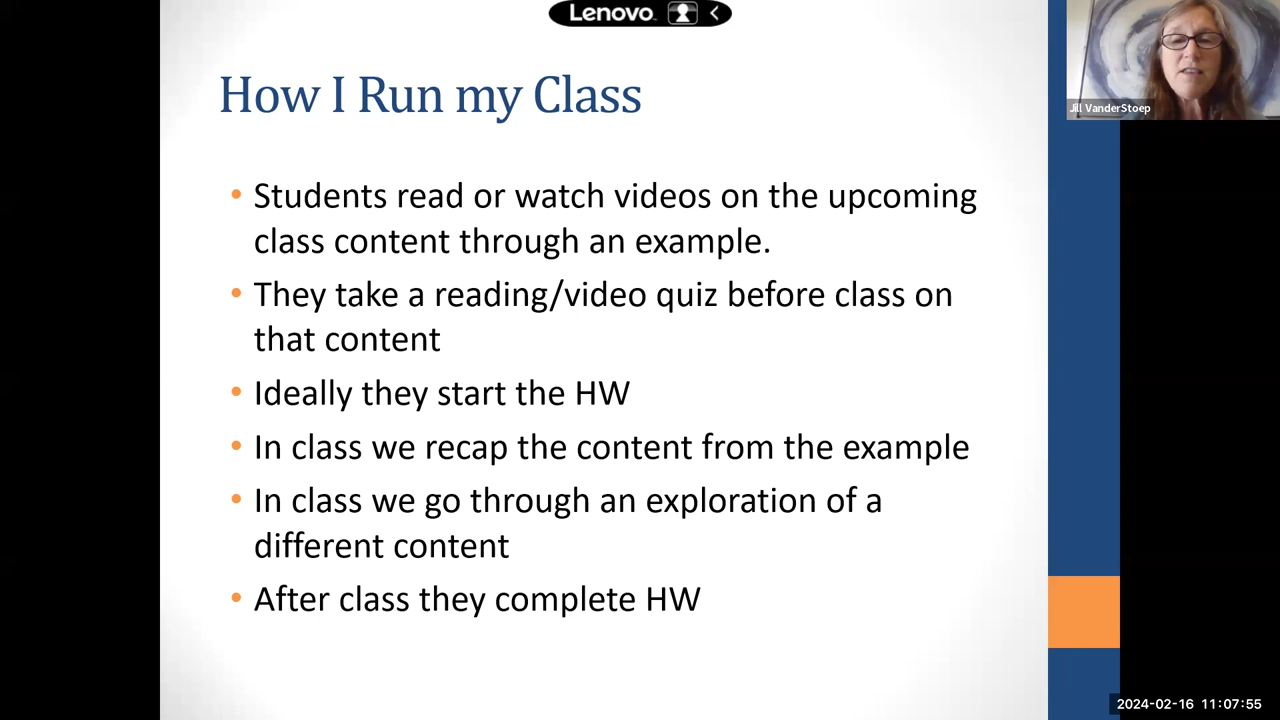 Lenovo
How I Run my Class
Jill VanderStoep
• Students read or watch videos on the upcoming
class content through an example.
• They take a reading/video quiz before class on
that content
• Ideally they start the HW
• In class we recap the content from the example
• In class we go through an exploration of a
different content
• After class they complete HW
2024-02-16 11:07:55